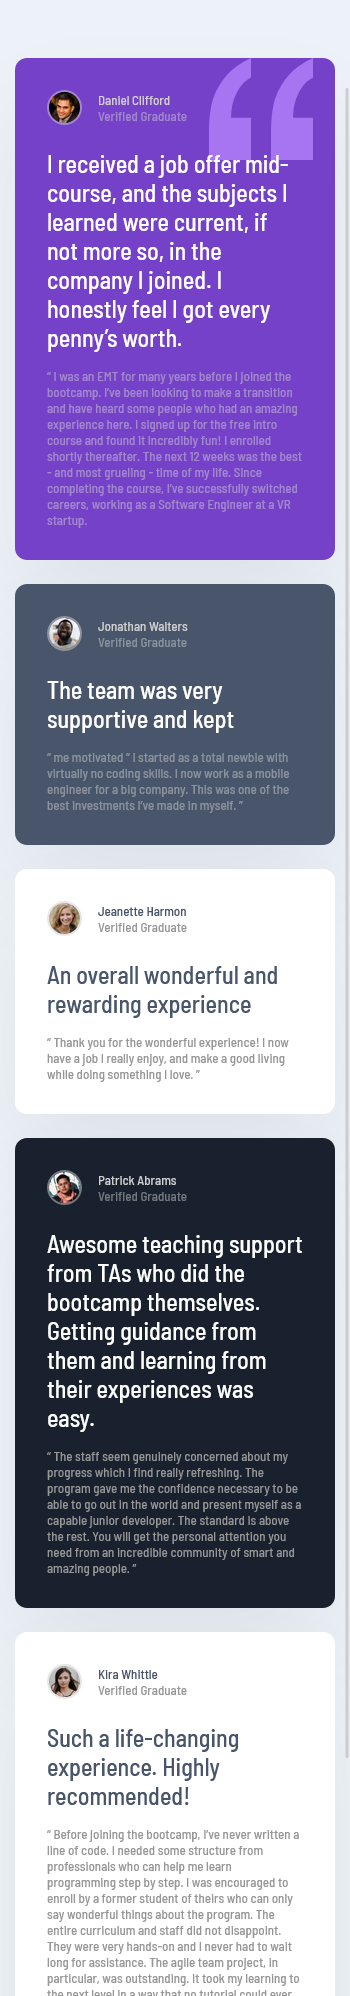 Daniel Clifford
Verified Graduate
I received a job offer mid-
course, and the subjects I
learned were current, if
not more so, in the
company I joined. I
honestly feel I got every
penny’s worth.
“ I was an EMT for many years before I joined the
bootcamp. I’ve been looking to make a transition
and have heard some people who had an amazing
experience here. I signed up for the free intro
course and found it incredibly fun! I enrolled
shortly thereafter. The next 12 weeks was the best
- and most grueling - time of my life. Since
completing the course, I’ve successfully switched
careers, working as a Software Engineer at a VR
startup.
Jonathan Walters
Verified Graduate
The team was very
supportive and kept
“ me motivated “ I started as a total newbie with
virtually no coding skills. I now work as a mobile
engineer for a big company. This was one of the
best investments I’ve made in myself. ”
Jeanette Harmon
Verified Graduate
An overall wonderful and
rewarding experience
“ Thank you for the wonderful experience! I now
have a job I really enjoy, and make a good living
while doing something I love. ”
Patrick Abrams
Verified Graduate
Awesome teaching support
from TAs who did the
bootcamp themselves.
Getting guidance from
them and learning from
their experiences was
easy.
“ The staff seem genuinely concerned about my
progress which I find really refreshing. The
program gave me the confidence necessary to be
able to go out in the world and present myself as a
capable junior developer. The standard is above
the rest. You will get the personal attention you
need from an incredible community of smart and
amazing people. ”
Kira Whittle
Verified Graduate
Such a life-changing
experience. Highly
recommended!
“ Before joining the bootcamp, I’ve never written a
line of code. I needed some structure from
professionals who can help me learn
programming step by step. I was encouraged to
enroll by a former student of theirs who can only
say wonderful things about the program. The
entire curriculum and staff did not disappoint.
They were very hands-on and I never had to wait
long for assistance. The agile team project, in
particular, was outstanding. It took my learning to
the next level in a way that no tutorial could ever